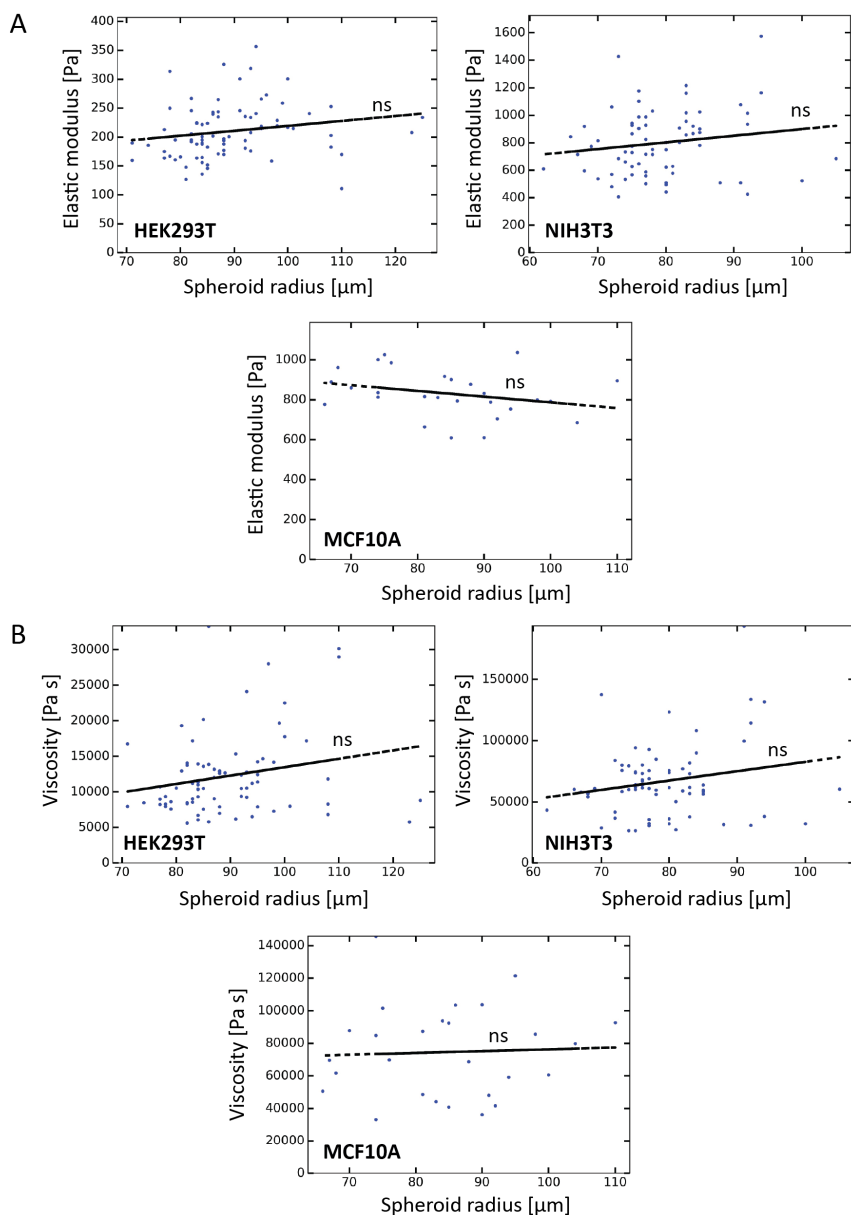 A
Elastic modulus [Pa]
400
350
300
250
200
150
100
50
0
ns
HEK293T
70 80 90 100 110 120
Spheroid radius [µm]
Elastic modulus [Pa]
1600
1400
1200
1000
800
600
400
200
0
ns
NIH3T3
60 70 80 90 100
Spheroid radius [µm]
Elastic modulus [Pa]
1000
800
600
400
200
0
ns
MCF10A
70 80 90 100 110
Spheroid radius [µm]
B
Viscosity [Pa s]
30000
25000
20000
15000
10000
5000
0
ns
HEK293T
70 80 90 100 110 120
Spheroid radius [µm]
Viscosity [Pa s]
150000
100000
50000
0
ns
NIH3T3
60 70 80 90 100
Spheroid radius [µm]
Viscosity [Pa s]
140000
120000
100000
80000
60000
40000
20000
0
ns
MCF10A
70 80 90 100 110
Spheroid radius [µm]